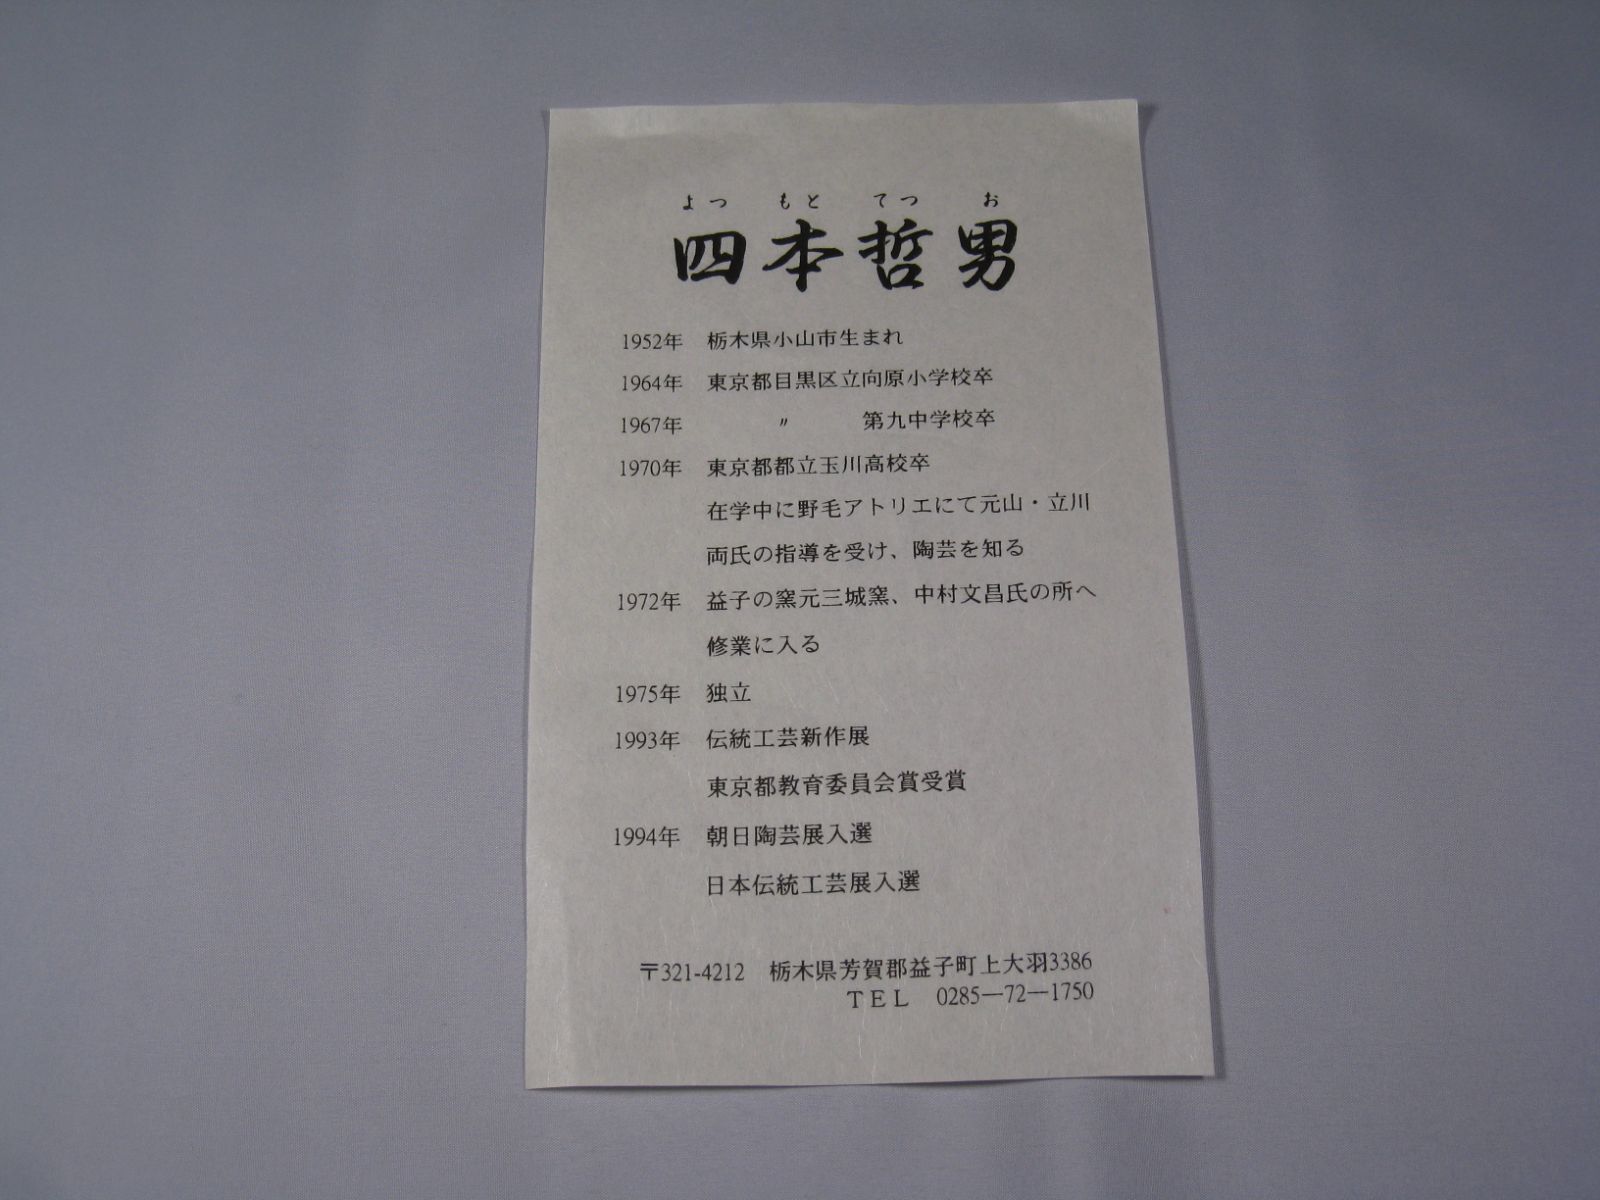 よつ もと てつ お
四本哲男
1952年 栃木県小山市生まれ
1964年 東京都目黒区立向原小学校卒
1967年 〃 第九中学校卒
1970年 東京都都立玉川高校卒
在学中に野毛アトリエにて元山・立川
両氏の指導を受け、陶芸を知る
1972年 益子の窯元三城窯、中村文昌氏の所へ
修業に入る
1975年 独立
1993年 伝統工芸新作展
東京都教育委員会賞受賞
1994年 朝日陶芸展入選
日本伝統工芸展入選
〒321-4212 栃木県芳賀郡益子町上大羽3386
ＴＥＬ 0285―72―1750